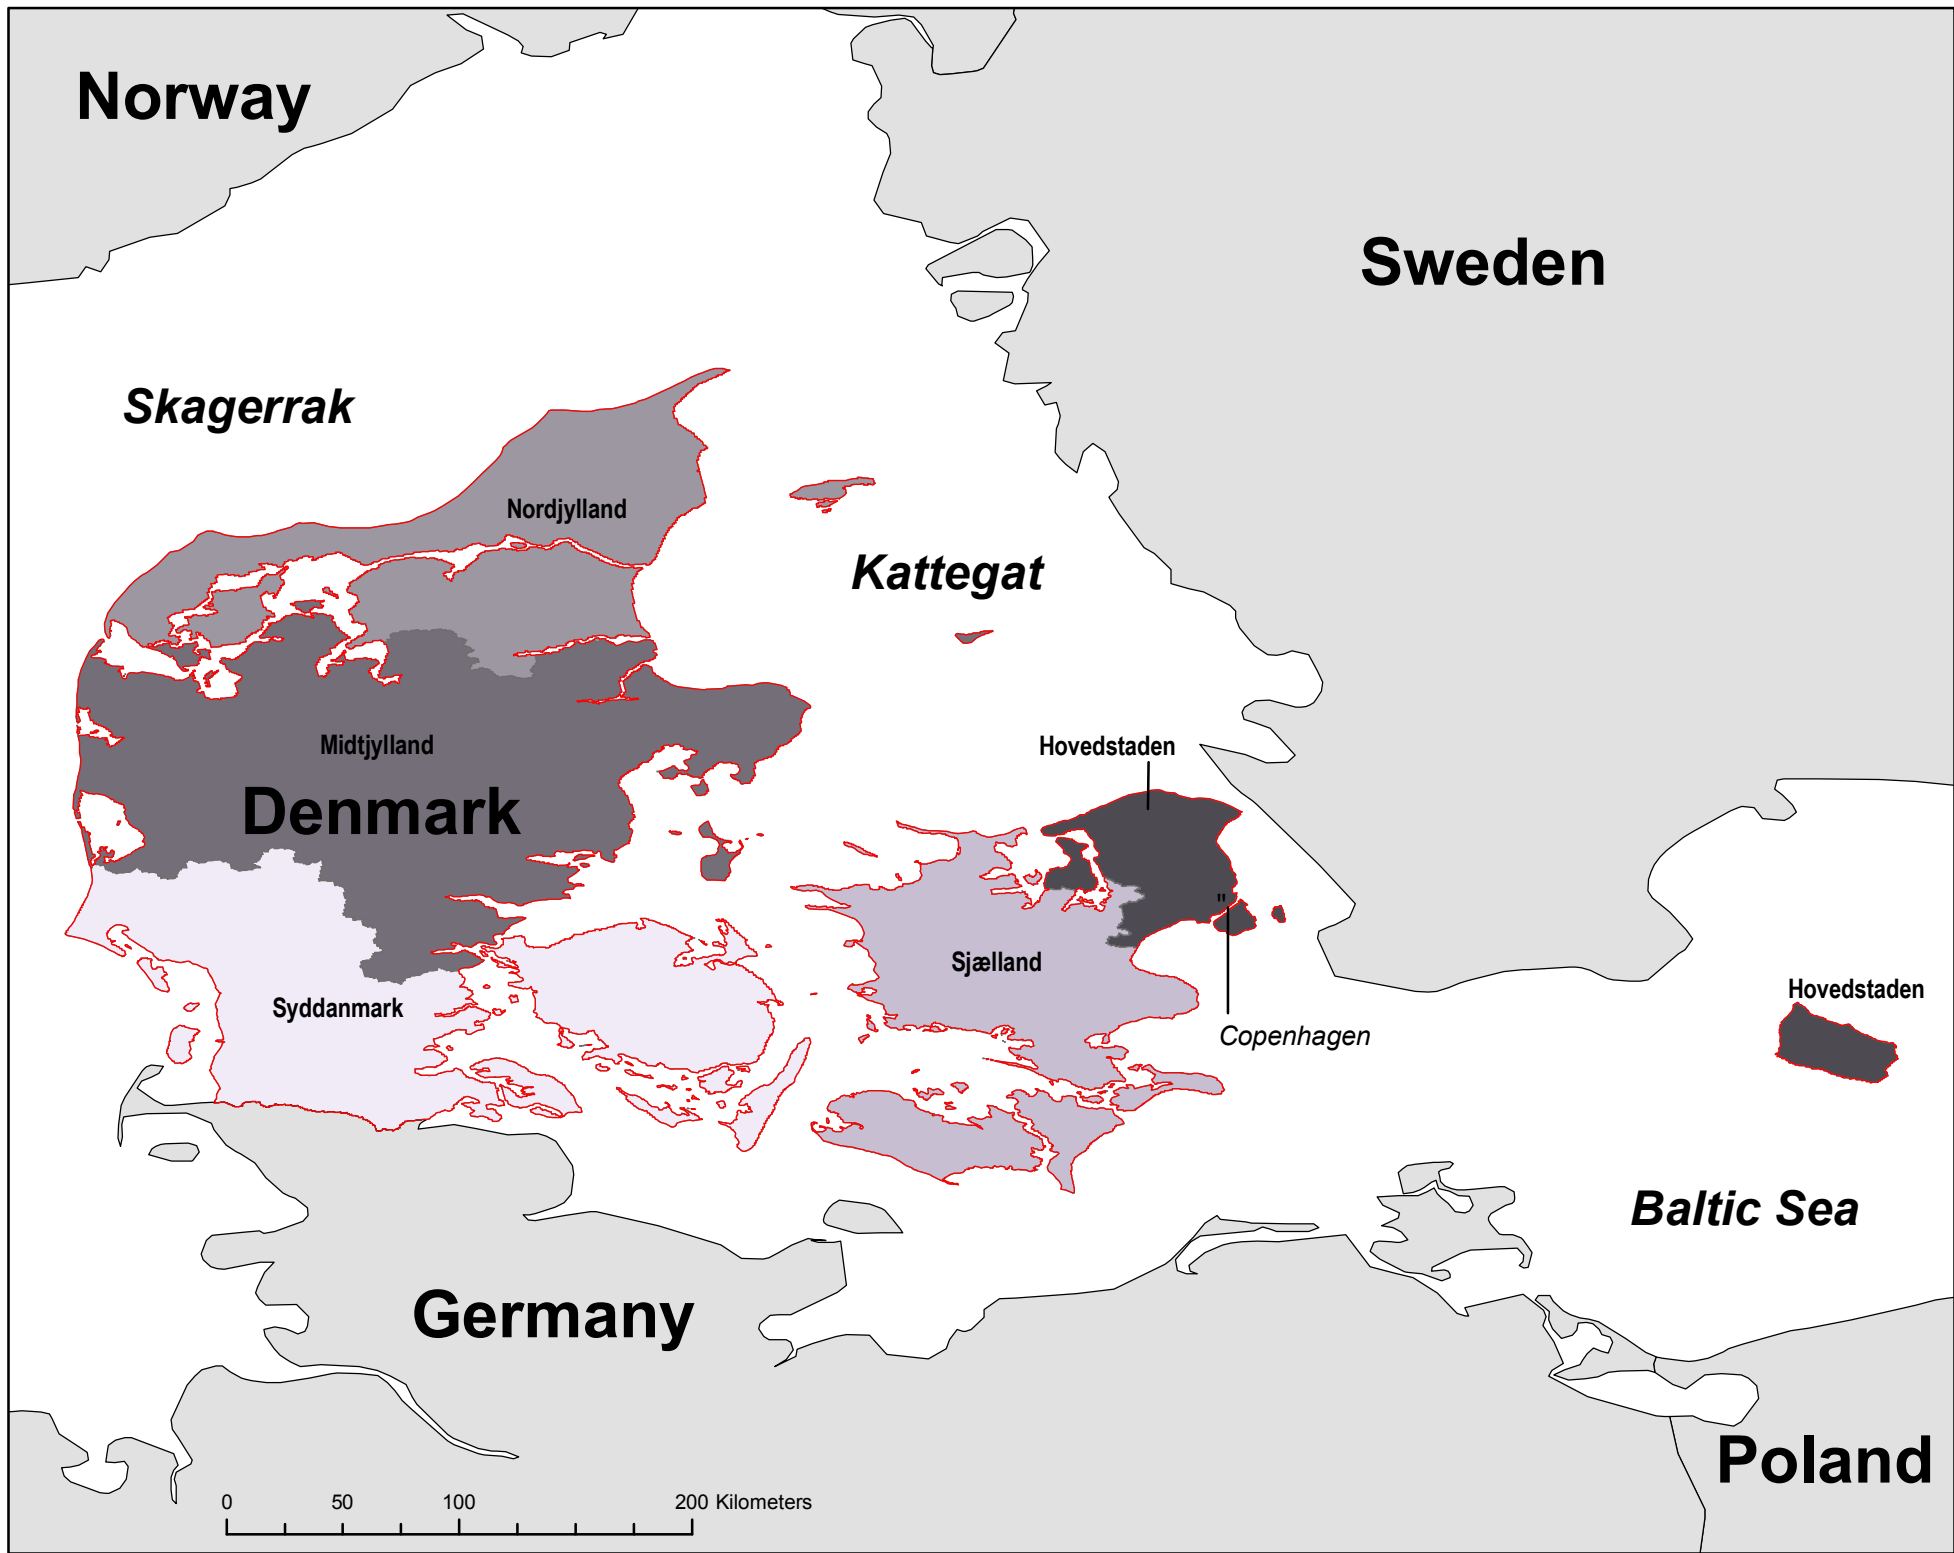 Norway
Sweden
Skagerrak
Nordjylland
Kattegat
Midtjylland
Hovedstaden
Denmark
"
Sjælland
Hovedstaden
Syddanmark
Copenhagen
Baltic Sea
Germany
Poland
0 50 100 200 Kilometers